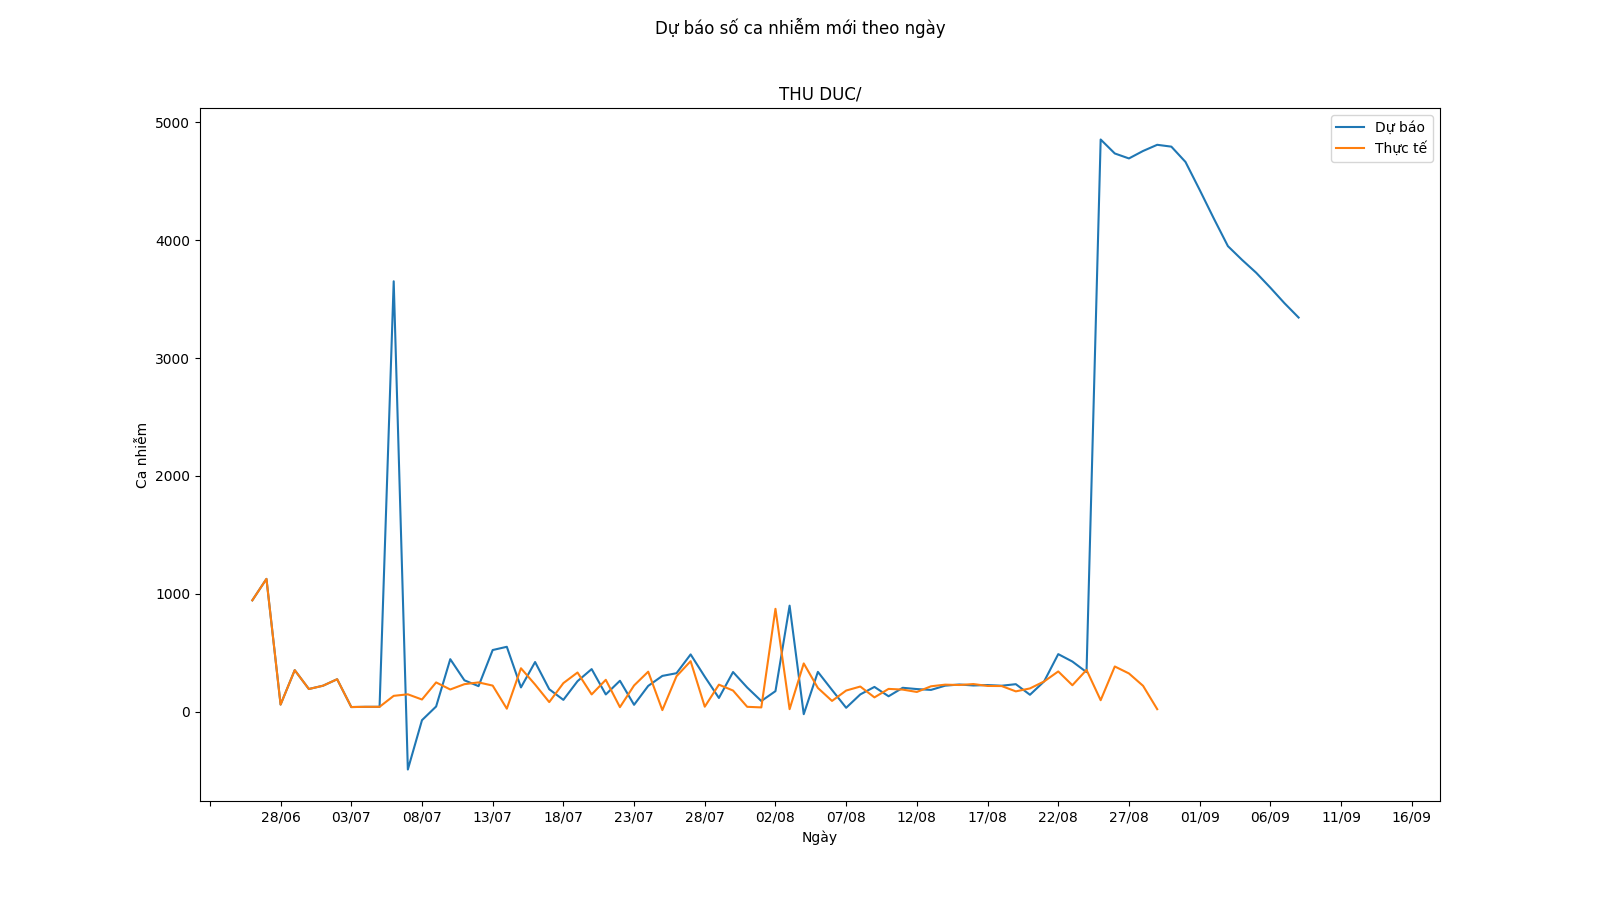 Dự báo số ca nhiễm mới theo ngày
THU DUC/
5000
4000
3000
2000
1000
0
Ca nhiễm
Dự báo
Thực tế
28/06 03/07 08/07 13/07 18/07 23/07 28/07 02/08 07/08 12/08 17/08 22/08 27/08 01/09 06/09 11/09 16/09
Ngày